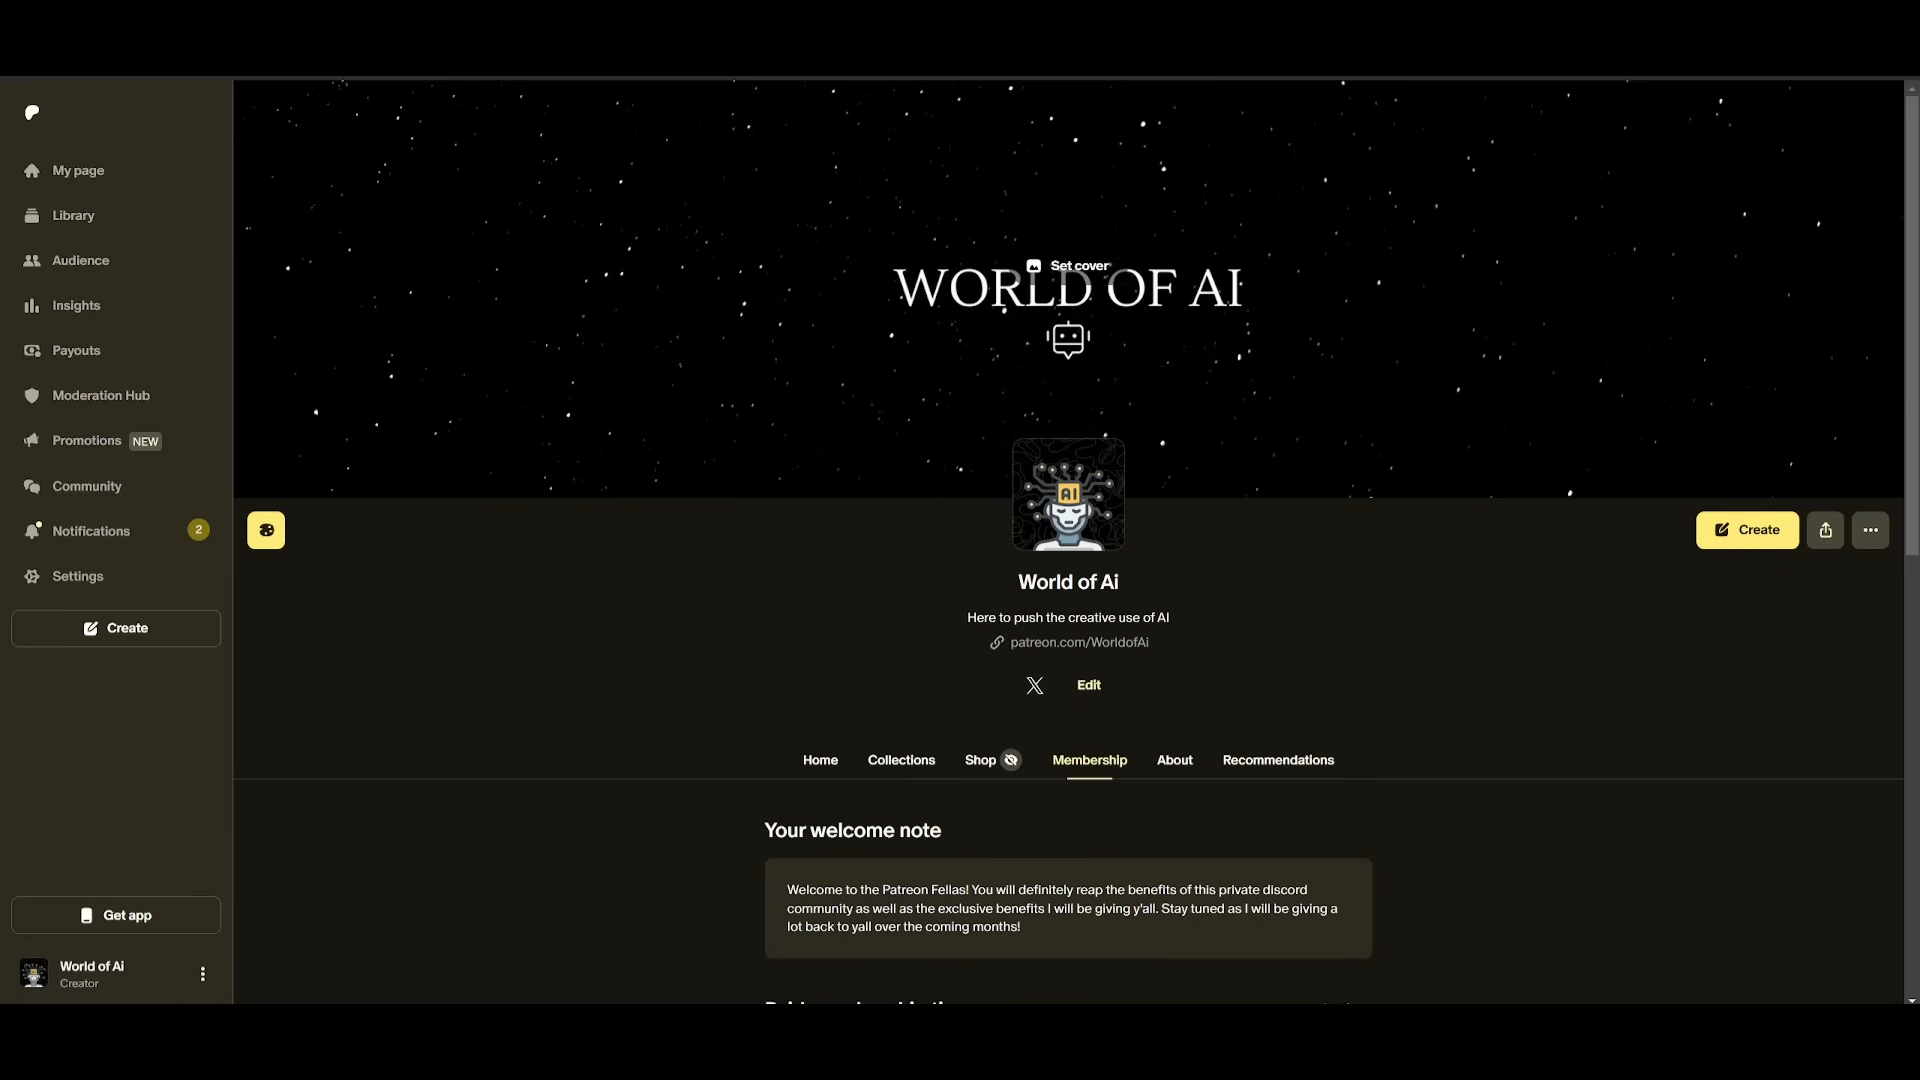 My page
Library
Audience
Insights
Payouts
Moderation Hub
Promotions NEW
Community
Notifications 2
Settings
Create
Get app
World of Ai
Creator
Set cover
WORLD OF AI
AI
Create
World of Ai
Here to push the creative use of AI
patreon.com/WorldofAi
Edit
Home Collections Shop Membership About Recommendations
Your welcome note
Welcome to the Patreon Fellas! You will definitely reap the benefits of this private discord
community as well as the exclusive benefits I will be giving y'all. Stay tuned as I will be giving a
lot back to yall over the coming months!